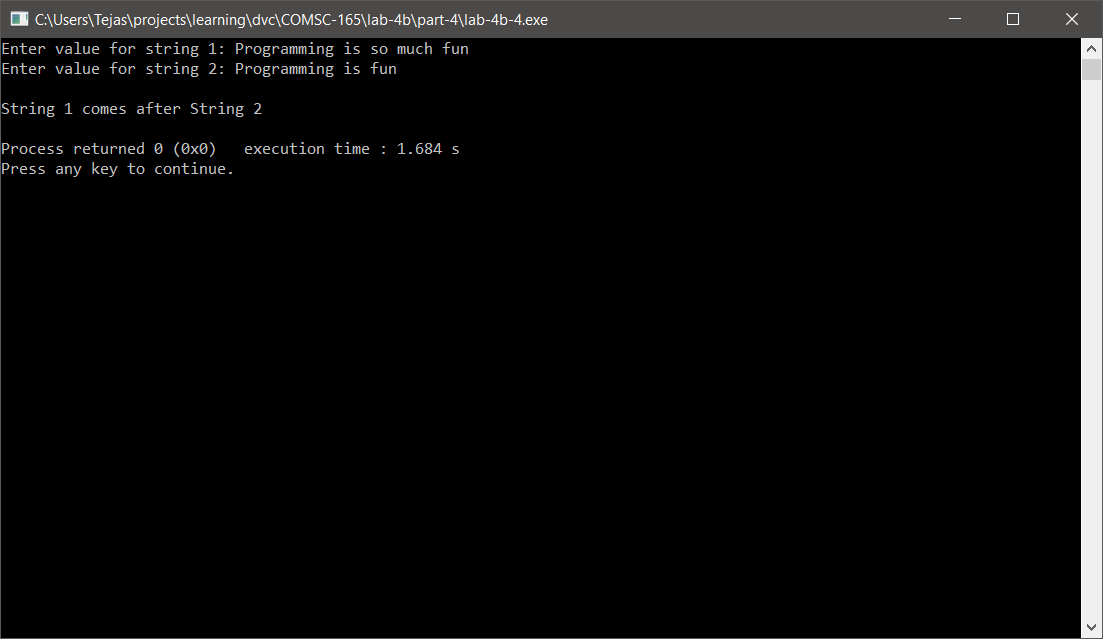 C:\Users\Tejas\projects\learning\dvc\COMSC-165\lab-4b\part-4\lab-4b-4.exe
Enter value for string 1: Programming is so much fun
Enter value for string 2: Programming is fun
String 1 comes after String 2
Process returned 0 (0x0)   execution time : 1.684 s
Press any key to continue.